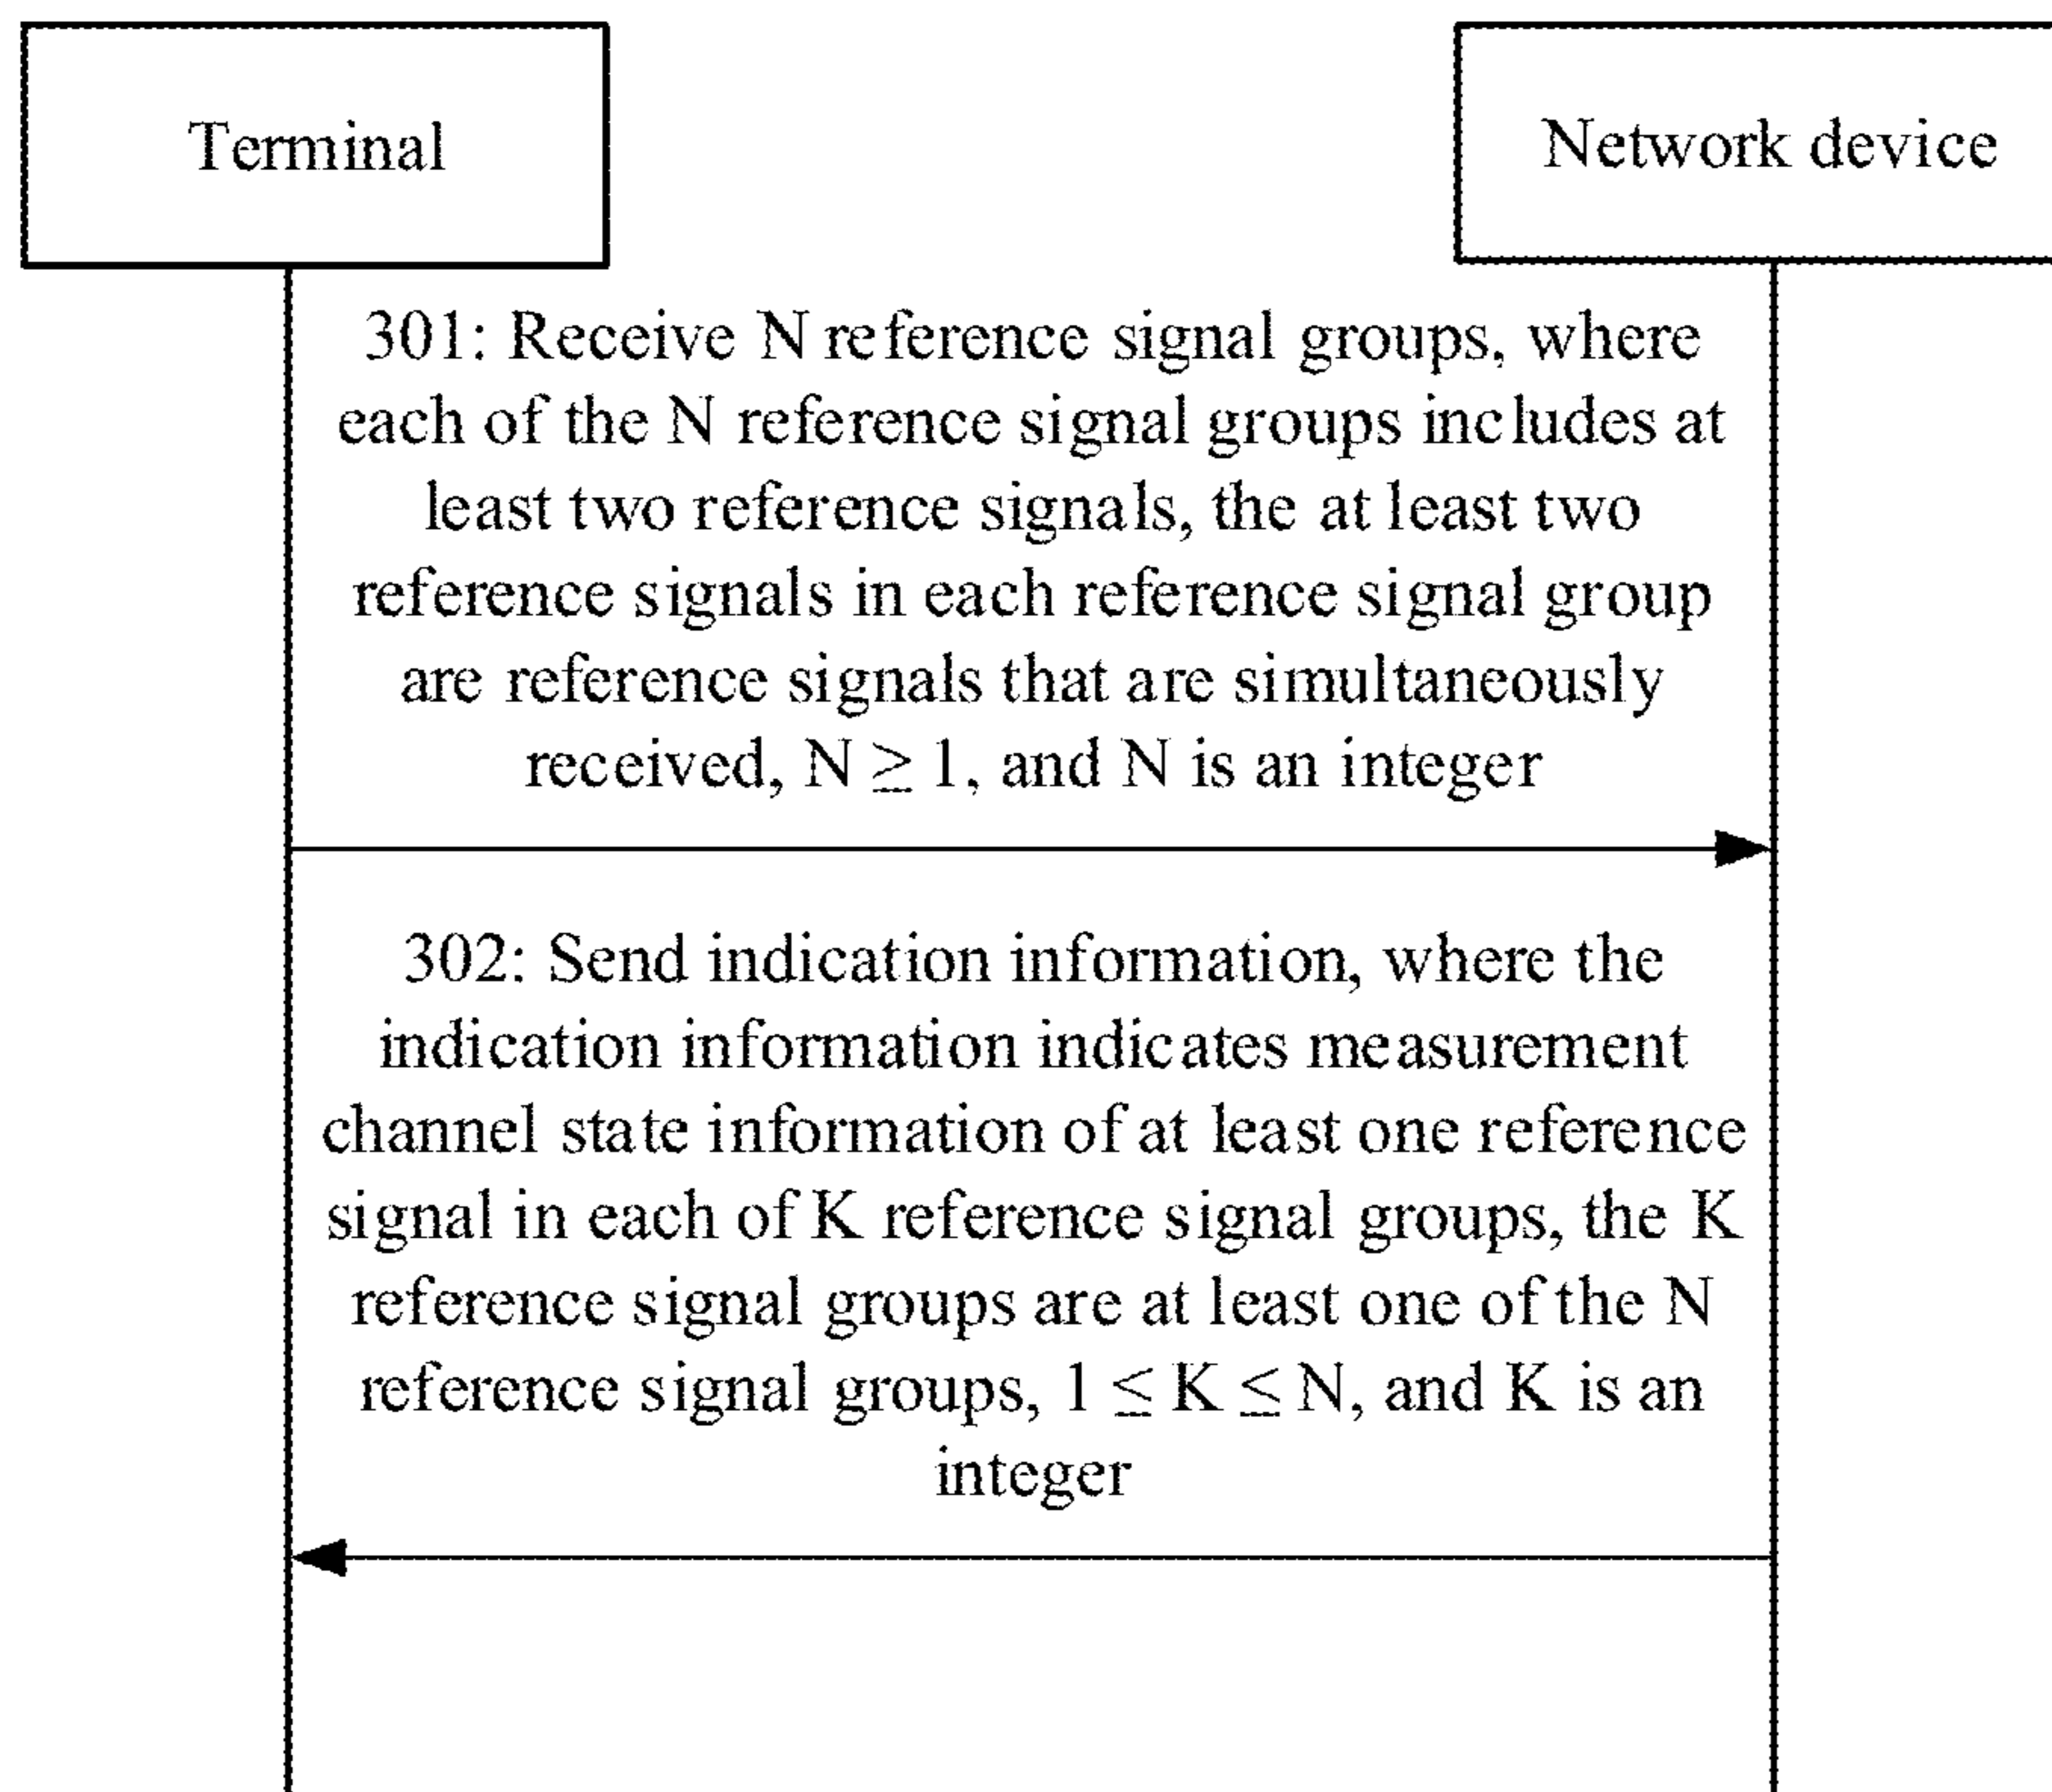 Terminal
Network device
301: Receive N reference signal groups, where
each of the N reference signal groups includes at
least two reference signals, the at least two
reference signals in each reference signal group
are reference signals that are simultaneously
received, N ≥ 1, and N is an integer
302: Send indication information, where the
indication information indicates measurement
channel state information of at least one reference
signal in each of K reference signal groups, the K
reference signal groups are at least one of the N
reference signal groups, 1 ≤ K ≤ N, and K is an
integer